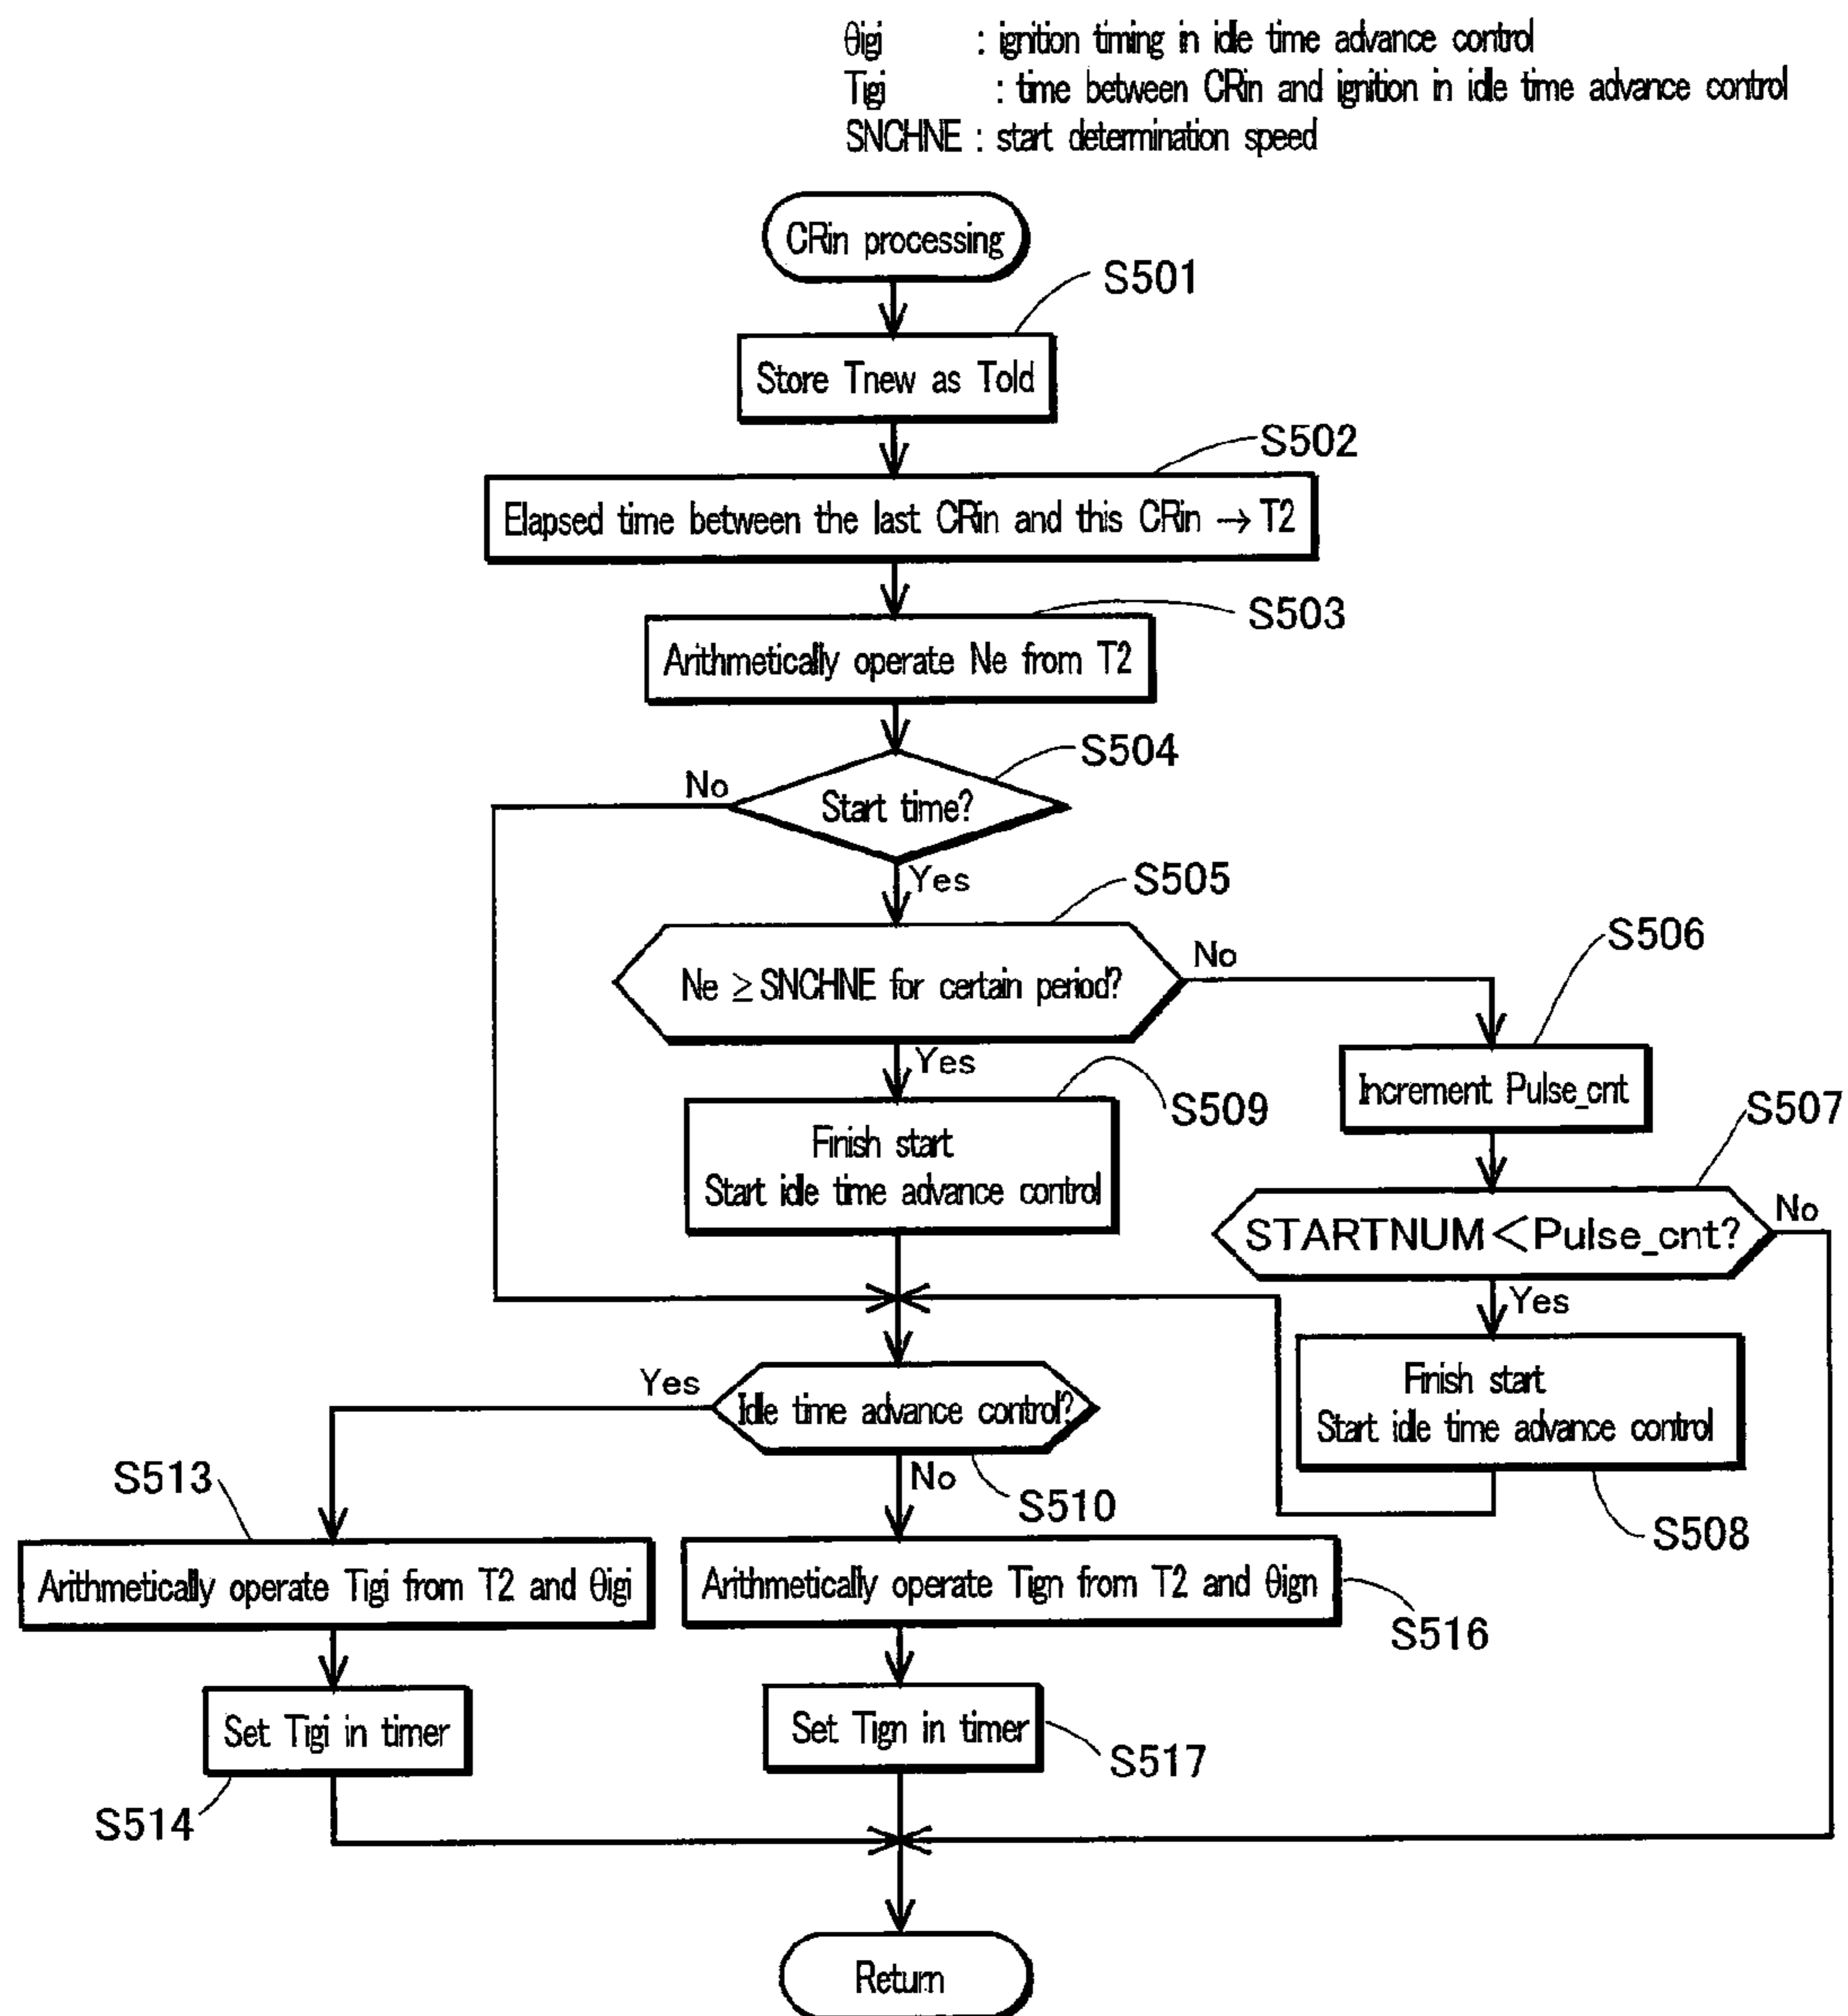 θigi : ignition timing in idle time advance control
Tigi : time between CRin and ignition in idle time advance control
SNCHNE : start determination speed
CRin processing
S501
Store Tnew as Told
S502
Elapsed time between the last CRin and this CRin → T2
S503
Arithmetically operate Ne from T2
S504
No
Start time?
Yes
S505
Ne ≥ SNCHNE for certain period?
No
S506
Yes
Increment Pulse_cnt
S509
S507
Finish start
Start idle time advance control
STARTNUM < Pulse_cnt?
No
Yes
Finish start
Start idle time advance control
S508
Yes
Idle time advance control?
No
S510
S513
Arithmetically operate Tigi from T2 and θigi
Arithmetically operate Tign from T2 and θign
S516
Set Tigi in timer
Set Tign in timer
S517
S514
Return